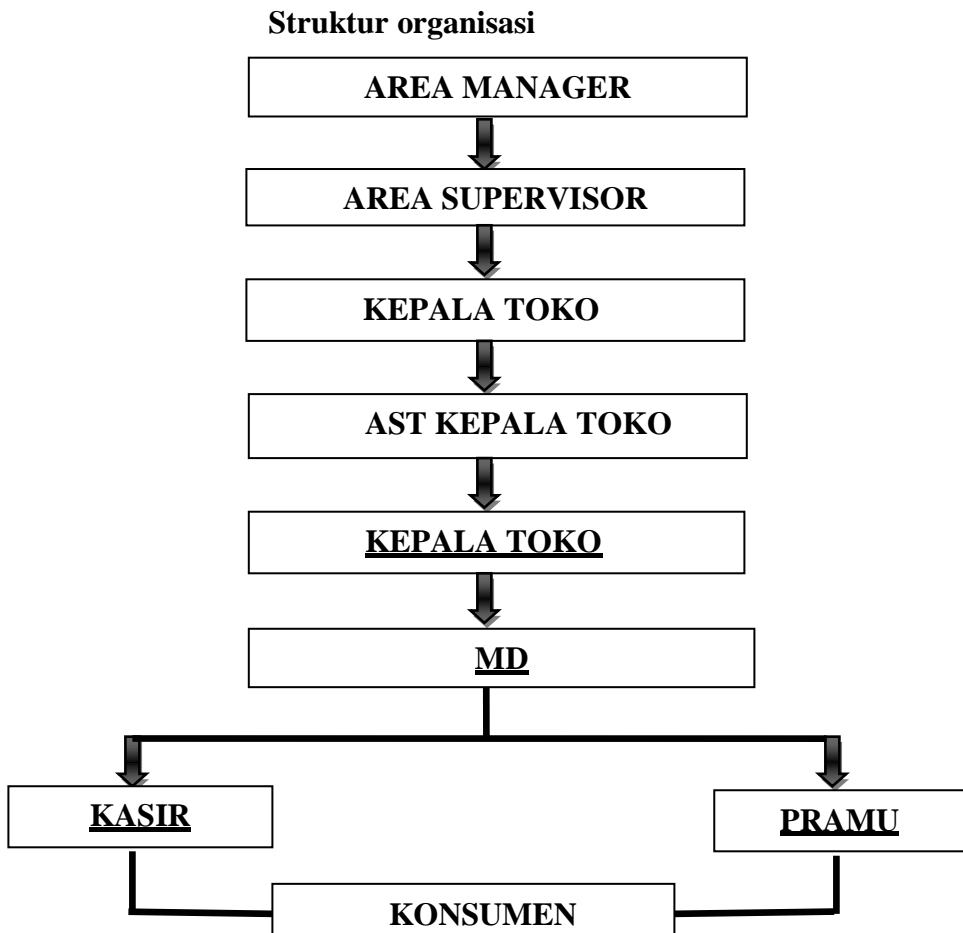 Struktur organisasi
AREA MANAGER
AREA SUPERVISOR
KEPALA TOKO
AST KEPALA TOKO
KEPALA TOKO
MD
KASIR
PRAMU
KONSUMEN